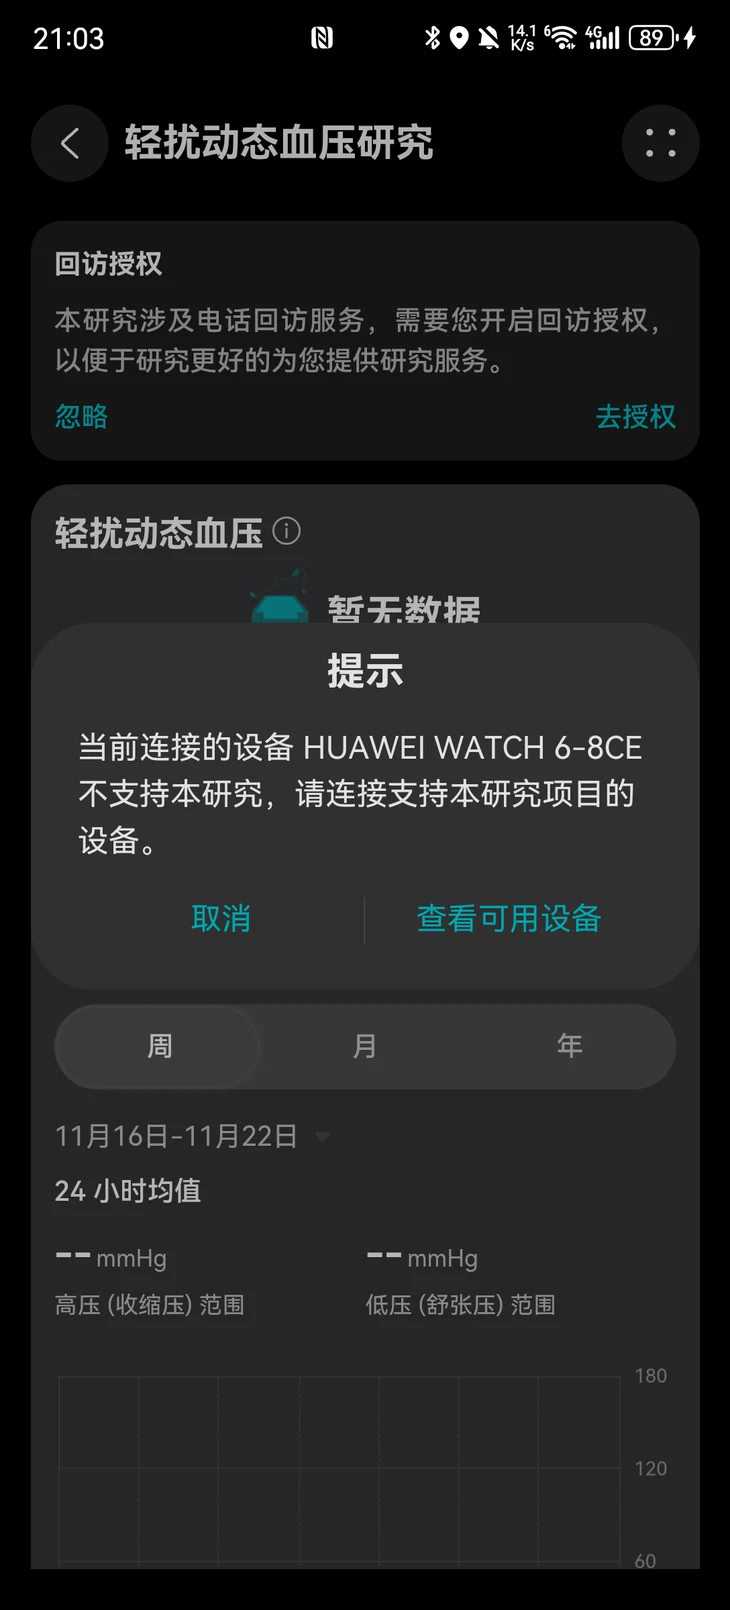 21:03
14.1 K/s
6
4G
89
轻扰动态血压研究
回访授权
本研究涉及电话回访服务，需要您开启回访授权，
以便于研究更好的为您提供研究服务。
忽略
去授权
轻扰动态血压
暂无数据
提示
当前连接的设备 HUAWEI WATCH 6-8CE
不支持本研究，请连接支持本研究项目的
设备。
取消
查看可用设备
周
月
年
11月16日-11月22日
24 小时均值
-- mmHg
-- mmHg
高压 (收缩压) 范围
低压 (舒张压) 范围
180
120
60